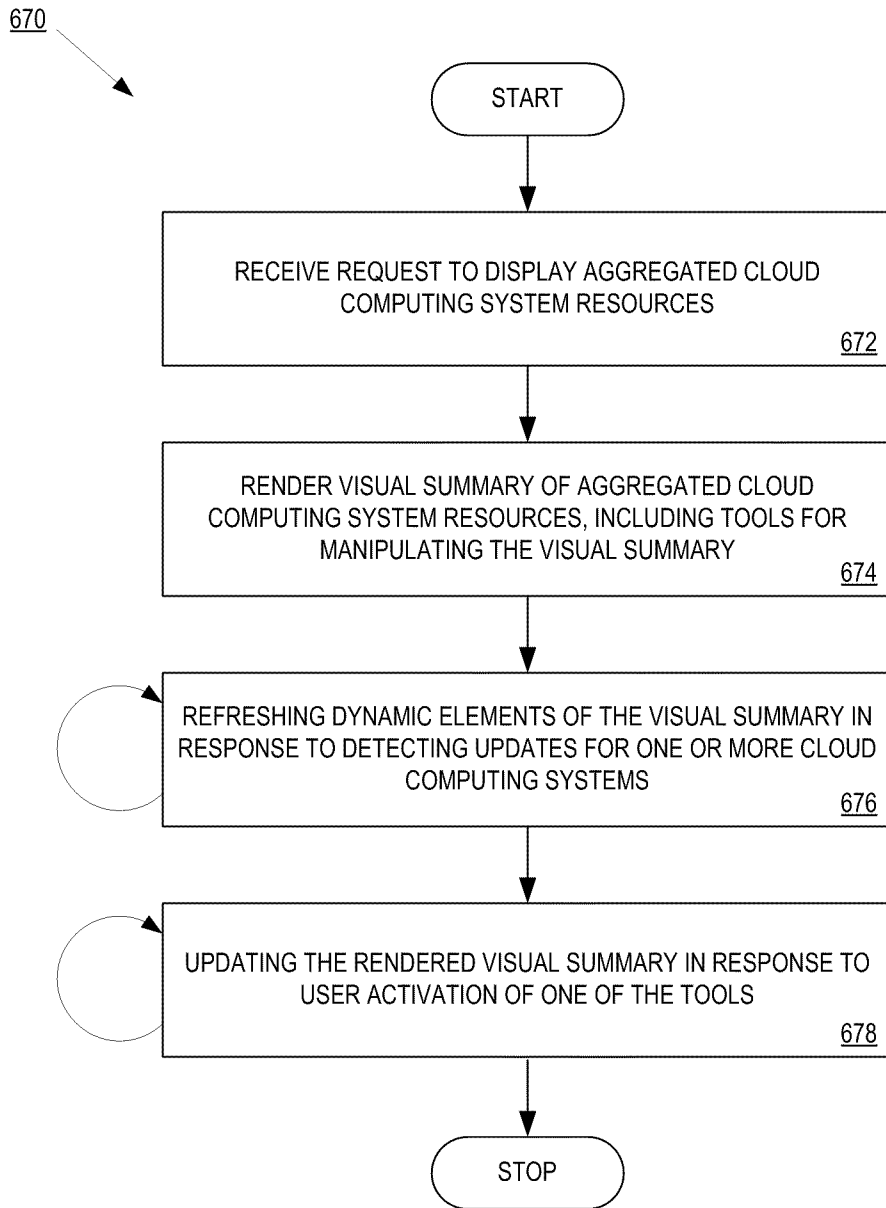 670
START
RECEIVE REQUEST TO DISPLAY AGGREGATED CLOUD
COMPUTING SYSTEM RESOURCES
672
RENDER VISUAL SUMMARY OF AGGREGATED CLOUD
COMPUTING SYSTEM RESOURCES, INCLUDING TOOLS FOR
MANIPULATING THE VISUAL SUMMARY
674
REFRESHING DYNAMIC ELEMENTS OF THE VISUAL SUMMARY IN
RESPONSE TO DETECTING UPDATES FOR ONE OR MORE CLOUD
COMPUTING SYSTEMS
676
UPDATING THE RENDERED VISUAL SUMMARY IN RESPONSE TO
USER ACTIVATION OF ONE OF THE TOOLS
678
STOP